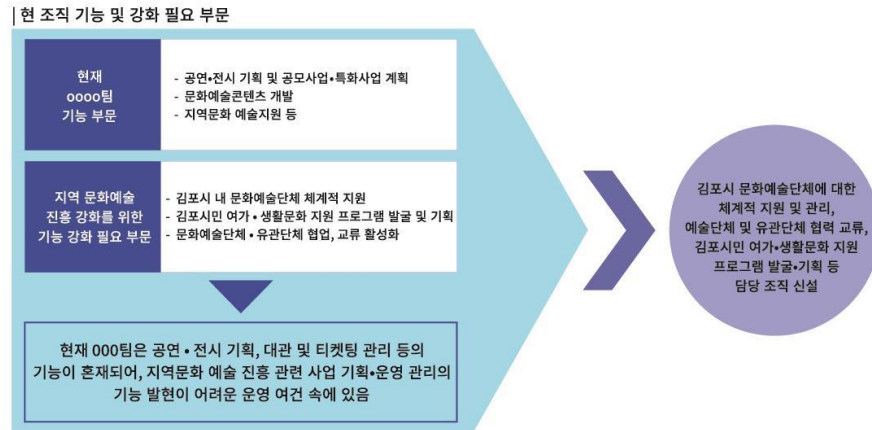 | 현 조직 기능 및 강화 필요 부문
현재
oooo팀
기능 부문
- 공연•전시 기획 및 공모사업•특화사업 계획
- 문화예술콘텐츠 개발
- 지역문화 예술지원 등
지역 문화예술
진흥 강화를 위한
기능 강화 필요 부문
- 김포시 내 문화예술단체 체계적 지원
- 김포시민 여가 • 생활문화 지원 프로그램 발굴 및 기획
- 문화예술단체 • 유관단체 협업, 교류 활성화
현재 000팀은 공연 • 전시 기획, 대관 및 티켓팅 관리 등의
기능이 혼재되어, 지역문화 예술 진흥 관련 사업 기획•운영 관리의
기능 발현이 어려운 운영 여건 속에 있음
김포시 문화예술단체에 대한
체계적 지원 및 관리,
예술단체 및 유관단체 협력 교류,
김포시민 여가•생활문화 지원
프로그램 발굴•기획 등
담당 조직 신설